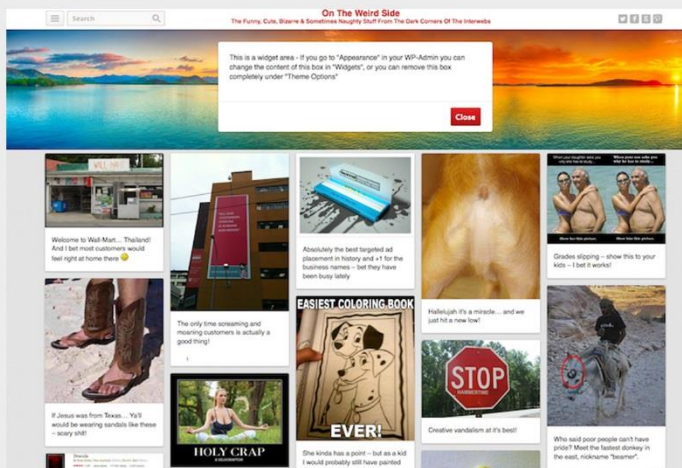 Search
On The Weird Side
The Funny, Cute, Bizarre & Sometimes Naughty Stuff From The Dark Corners Of The Interwebs
This is a widget area - If you go to "Appearance" in your WP-Admin you can
change the content of this box in "Widgets", or you can remove this box
completely under "Theme Options"
Close
WALL MART
Welcome to Wall-Mart... Thailand!
And I bet most customers would
feel right at home there
If Jesus was from Texas... Ya'll
would be wearing sandals like these
– scary shit!
Dracula
The only time screaming and
moaning customers is actually a
good thing!
HOLY CRAP
Absolutely the best targeted ad
placement in history and +1 for the
business names – bet they have
been busy lately
EASIEST COLORING BOOK
EVER!
She kinda has a point – but as a kid
I would probably still have painted
Hallelujah it's a miracle... and we
just hit a new low!
STOP
HAMMERTIME
Creative vandalism at it's best!
Grades slipping – show this to your
kids – I bet it works!
Who said poor people can't have
pride? Meet the fastest donkey in
the east, nickname "beamer".